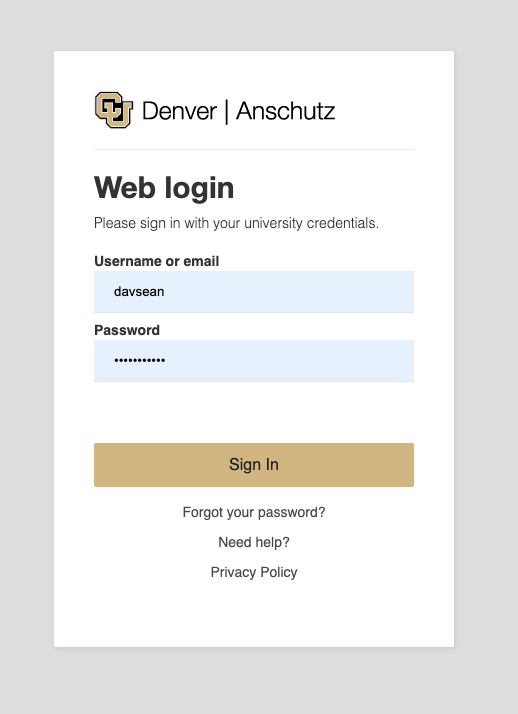 CU Denver | Anschutz
Web login
Please sign in with your university credentials.
Username or email
davsean
Password
•••••••••••
Sign In
Forgot your password?
Need help?
Privacy Policy